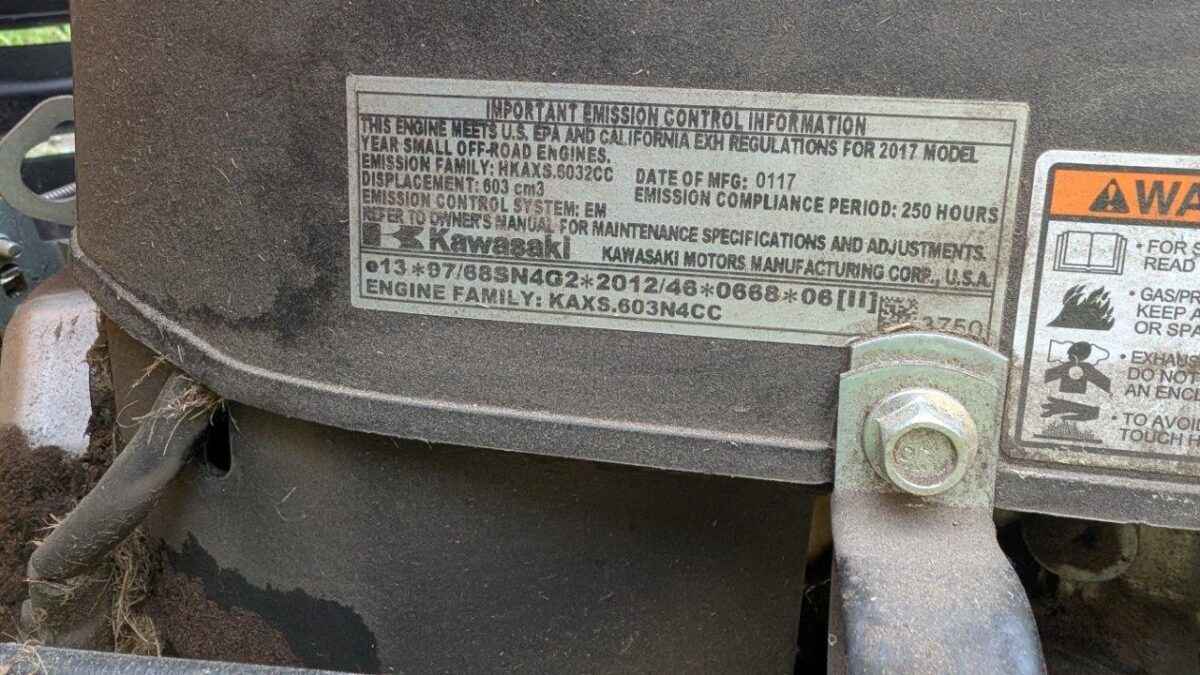 IMPORTANT EMISSION CONTROL INFORMATION
THIS ENGINE MEETS U.S. EPA AND CALIFORNIA EXH REGULATIONS FOR 2017 MODEL
YEAR SMALL OFF-ROAD ENGINES.
EMISSION FAMILY: HKAXS.6032CC DATE OF MFG: 0117
DISPLACEMENT: 603 cm3 EMISSION COMPLIANCE PERIOD: 250 HOURS
EMISSION CONTROL SYSTEM: EM
REFER TO OWNER'S MANUAL FOR MAINTENANCE SPECIFICATIONS AND ADJUSTMENTS.
Kawasaki KAWASAKI MOTORS MANUFACTURING CORP., U.S.A.
e13*97/68SN4G2*2012/46*0668*06[II]
ENGINE FAMILY: KAXS.603N4CC 3750
WA
• FOR S
READ
• GAS/PR
KEEP A
OR SPA
• EXHAUS
DO NOT
AN ENCL
• TO AVOI
TOUCH